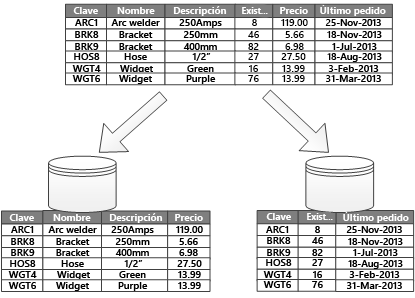 Clave Nombre Descripción Exist... Precio Último pedido
ARC1 Arc welder 250Amps 8 119.00 25-Nov-2013
BRK8 Bracket 250mm 46 5.66 18-Nov-2013
BRK9 Bracket 400mm 82 6.98 1-Jul-2013
HOS8 Hose 1/2" 27 27.50 18-Aug-2013
WGT4 Widget Green 16 13.99 3-Feb-2013
WGT6 Widget Purple 76 13.99 31-Mar-2013
Clave Nombre Descripción Precio
ARC1 Arc welder 250Amps 119.00
BRK8 Bracket 250mm 5.66
BRK9 Bracket 400mm 6.98
HOS8 Hose 1/2" 27.50
WGT4 Widget Green 13.99
WGT6 Widget Purple 13.99
Clave Exist... Último pedido
ARC1 8 25-Nov-2013
BRK8 46 18-Nov-2013
BRK9 82 1-Jul-2013
HOS8 27 18-Aug-2013
WGT4 16 3-Feb-2013
WGT6 76 31-Mar-2013